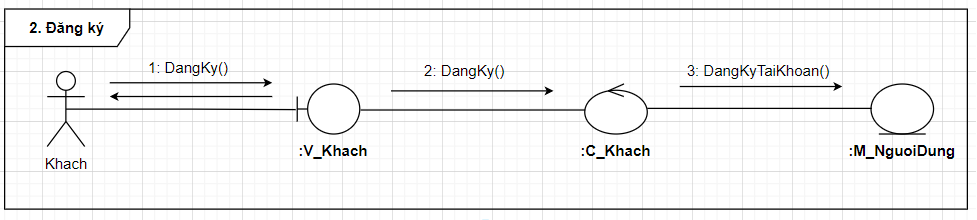 2. Đăng ký
1: DangKy()
2: DangKy()
3: DangKyTaiKhoan()
Khach
:V_Khach
:C_Khach
:M_NguoiDung